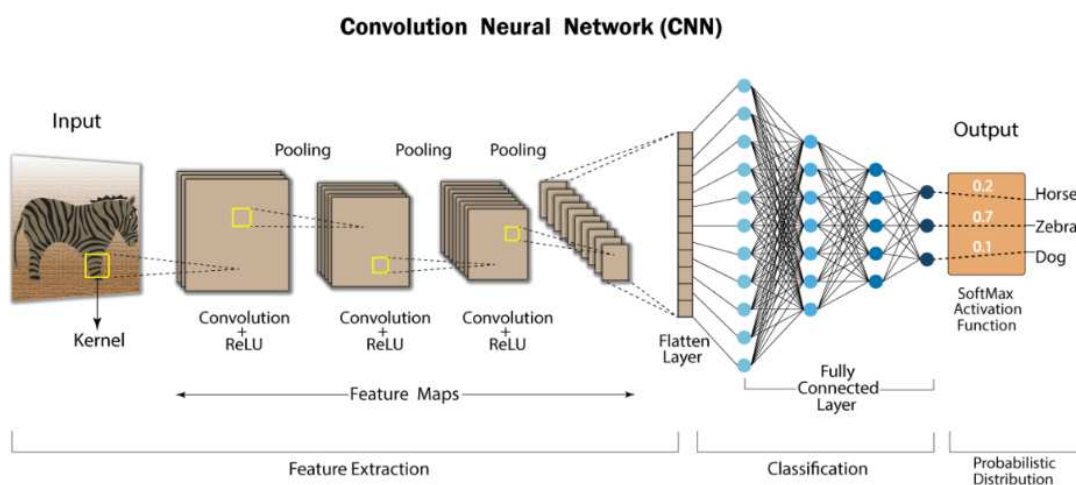 Convolution Neural Network (CNN)
Input
Kernel
Pooling
Pooling
Pooling
Convolution
+
ReLU
Convolution
+
ReLU
Convolution
+
ReLU
Feature Maps
Flatten
Layer
Fully
Connected
Layer
Output
0.2
Horse
0.7
Zebra
0.1
Dog
SoftMax
Activation
Function
Feature Extraction
Classification
Probabilistic
Distribution